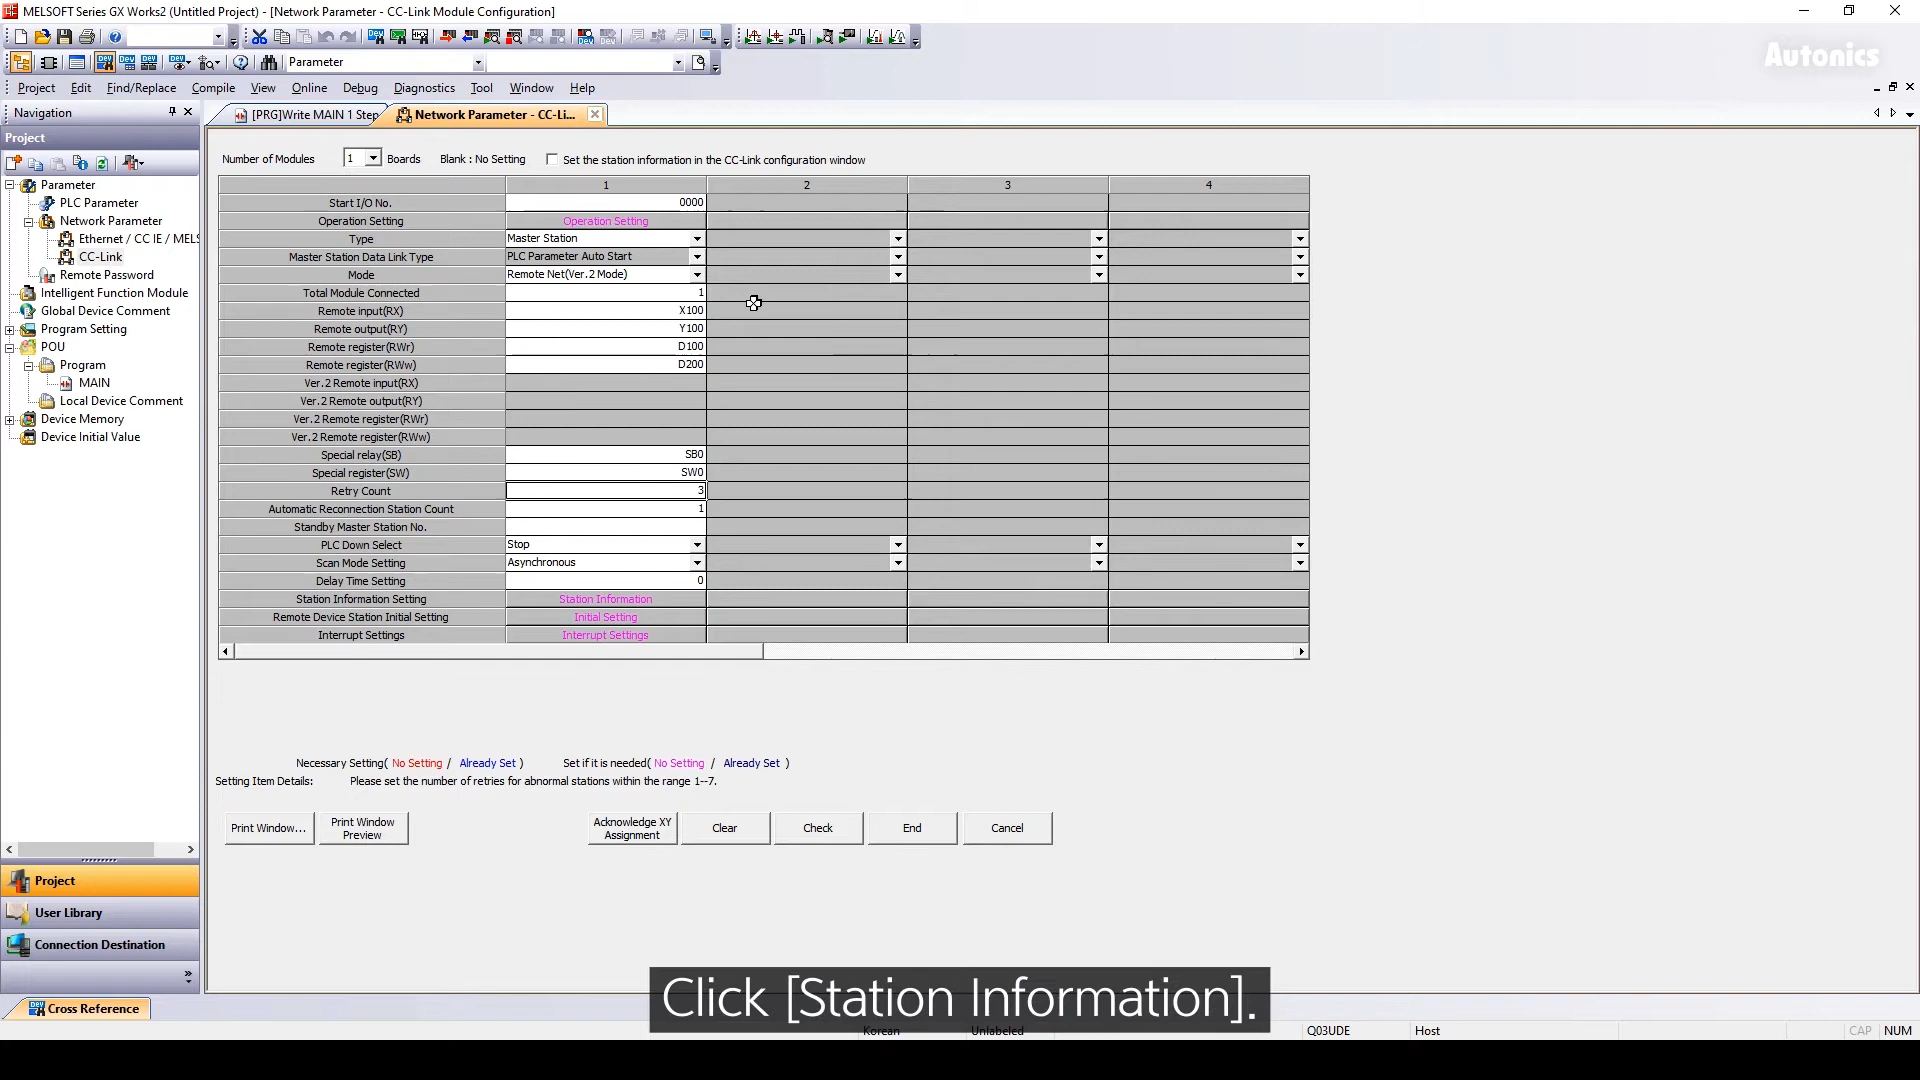 MELSOFT Series GX Works2 (Untitled Project) - [Network Parameter - CC-Link Module Configuration]
Autonics
Parameter
Project Edit Find/Replace Compile View Online Debug Diagnostics Tool Window Help
Navigation
[PRG]Write MAIN 1 Step
Network Parameter - CC-Li...
Project
Parameter
PLC Parameter
Network Parameter
Ethernet / CC IE / MELS
CC-Link
Remote Password
Intelligent Function Module
Global Device Comment
Program Setting
POU
Program
MAIN
Local Device Comment
Device Memory
Device Initial Value
Number of Modules 1 Boards Blank : No Setting Set the station information in the CC-Link configuration window
1 2 3 4
Start I/O No. 0000
Operation Setting Operation Setting
Type Master Station
Master Station Data Link Type PLC Parameter Auto Start
Mode Remote Net(Ver.2 Mode)
Total Module Connected 1
Remote input(RX) X100
Remote output(RY) Y100
Remote register(RWr) D100
Remote register(RWw) D200
Ver.2 Remote input(RX)
Ver.2 Remote output(RY)
Ver.2 Remote register(RWr)
Ver.2 Remote register(RWw)
Special relay(SB) SB0
Special register(SW) SW0
Retry Count 3
Automatic Reconnection Station Count 1
Standby Master Station No.
PLC Down Select Stop
Scan Mode Setting Asynchronous
Delay Time Setting 0
Station Information Setting Station Information
Remote Device Station Initial Setting Initial Setting
Interrupt Settings Interrupt Settings
Necessary Setting( No Setting / Already Set ) Set if it is needed( No Setting / Already Set )
Setting Item Details: Please set the number of retries for abnormal stations within the range 1--7.
Print Window...
Print Window Preview
Acknowledge XY Assignment
Clear
Check
End
Cancel
Project
User Library
Connection Destination
Cross Reference
Click [Station Information].
Korean Unlabeled Q03UDE Host CAP NUM